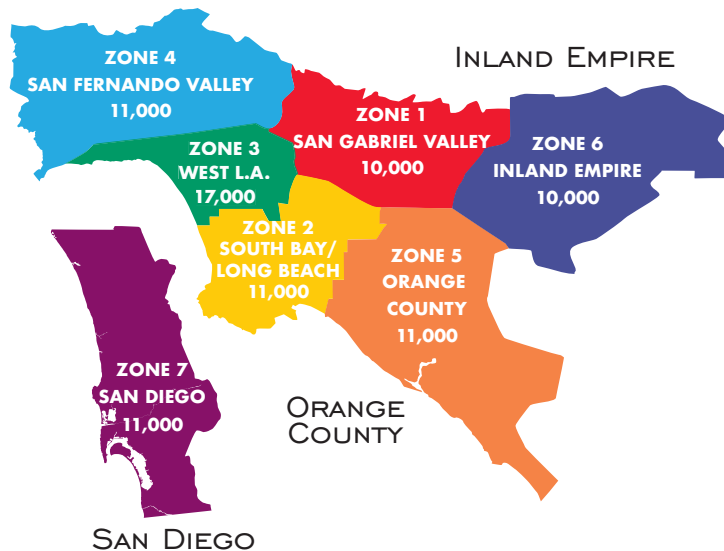 ZONE 4
SAN FERNANDO VALLEY
11,000
INLAND EMPIRE
ZONE 1
SAN GABRIEL VALLEY
10,000
ZONE 6
INLAND EMPIRE
10,000
ZONE 3
WEST L.A.
17,000
ZONE 2
SOUTH BAY/
LONG BEACH
11,000
ZONE 5
ORANGE
COUNTY
11,000
ZONE 7
SAN DIEGO
11,000
ORANGE
COUNTY
SAN DIEGO